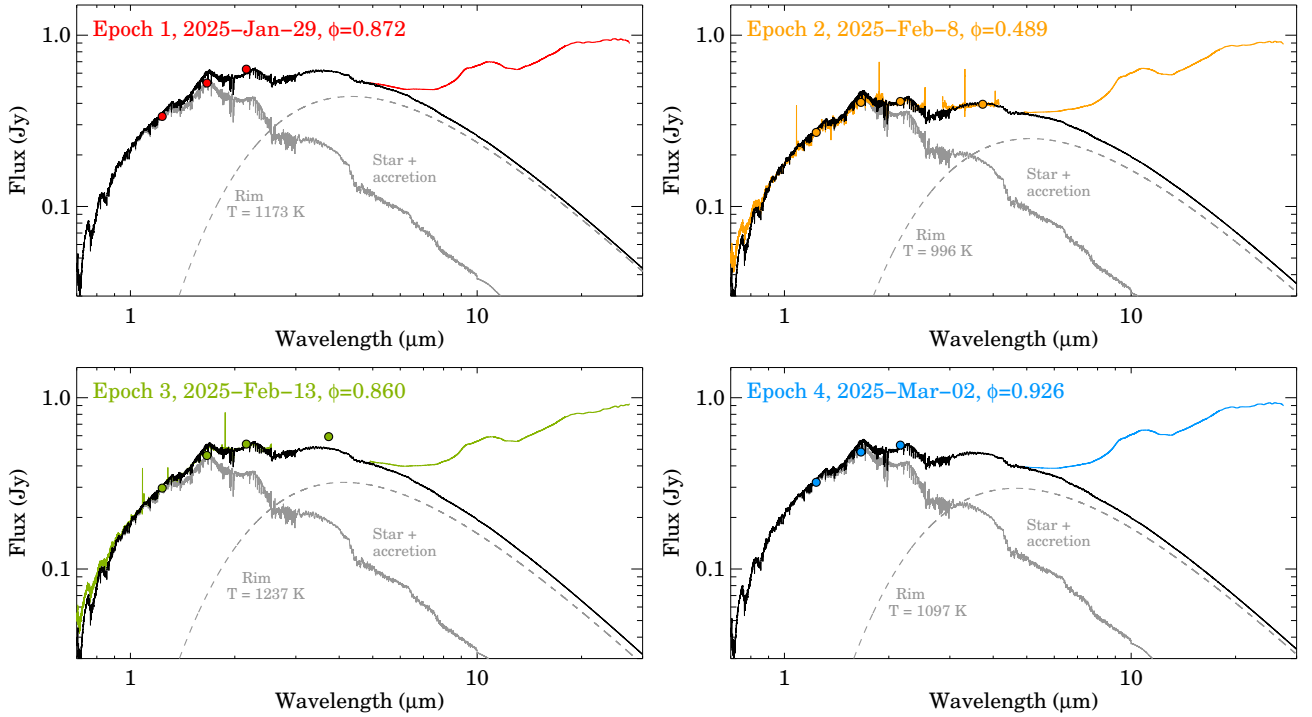 Epoch 1, 2025−Jan−29, ϕ=0.872
1.0
0.1
Flux (Jy)
Star +
accretion
Rim
T = 1173 K
1
10
Wavelength (μm)
Epoch 2, 2025−Feb−8, ϕ=0.489
1.0
0.1
Flux (Jy)
Star +
accretion
Rim
T = 996 K
1
10
Wavelength (μm)
Epoch 3, 2025−Feb−13, ϕ=0.860
1.0
0.1
Flux (Jy)
Star +
accretion
Rim
T = 1237 K
1
10
Wavelength (μm)
Epoch 4, 2025−Mar−02, ϕ=0.926
1.0
0.1
Flux (Jy)
Star +
accretion
Rim
T = 1097 K
1
10
Wavelength (μm)